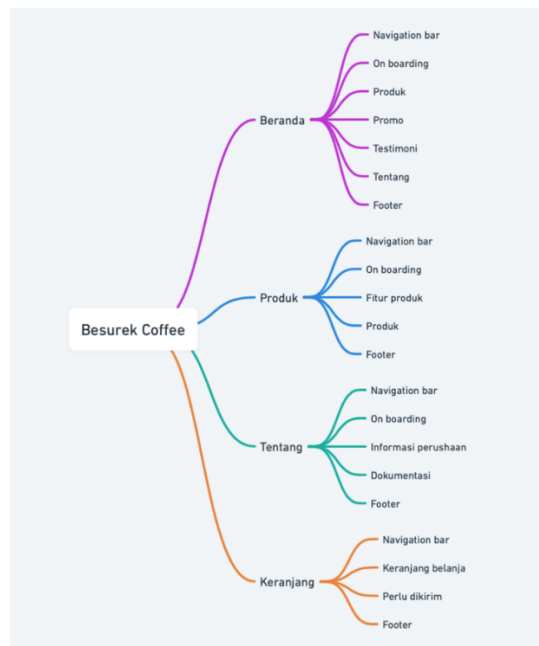 Besurek Coffee
Beranda
Navigation bar
On boarding
Produk
Promo
Testimoni
Tentang
Footer
Produk
Navigation bar
On boarding
Fitur produk
Produk
Footer
Tentang
Navigation bar
On boarding
Informasi perushaan
Dokumentasi
Footer
Keranjang
Navigation bar
Keranjang belanja
Perlu dikirim
Footer